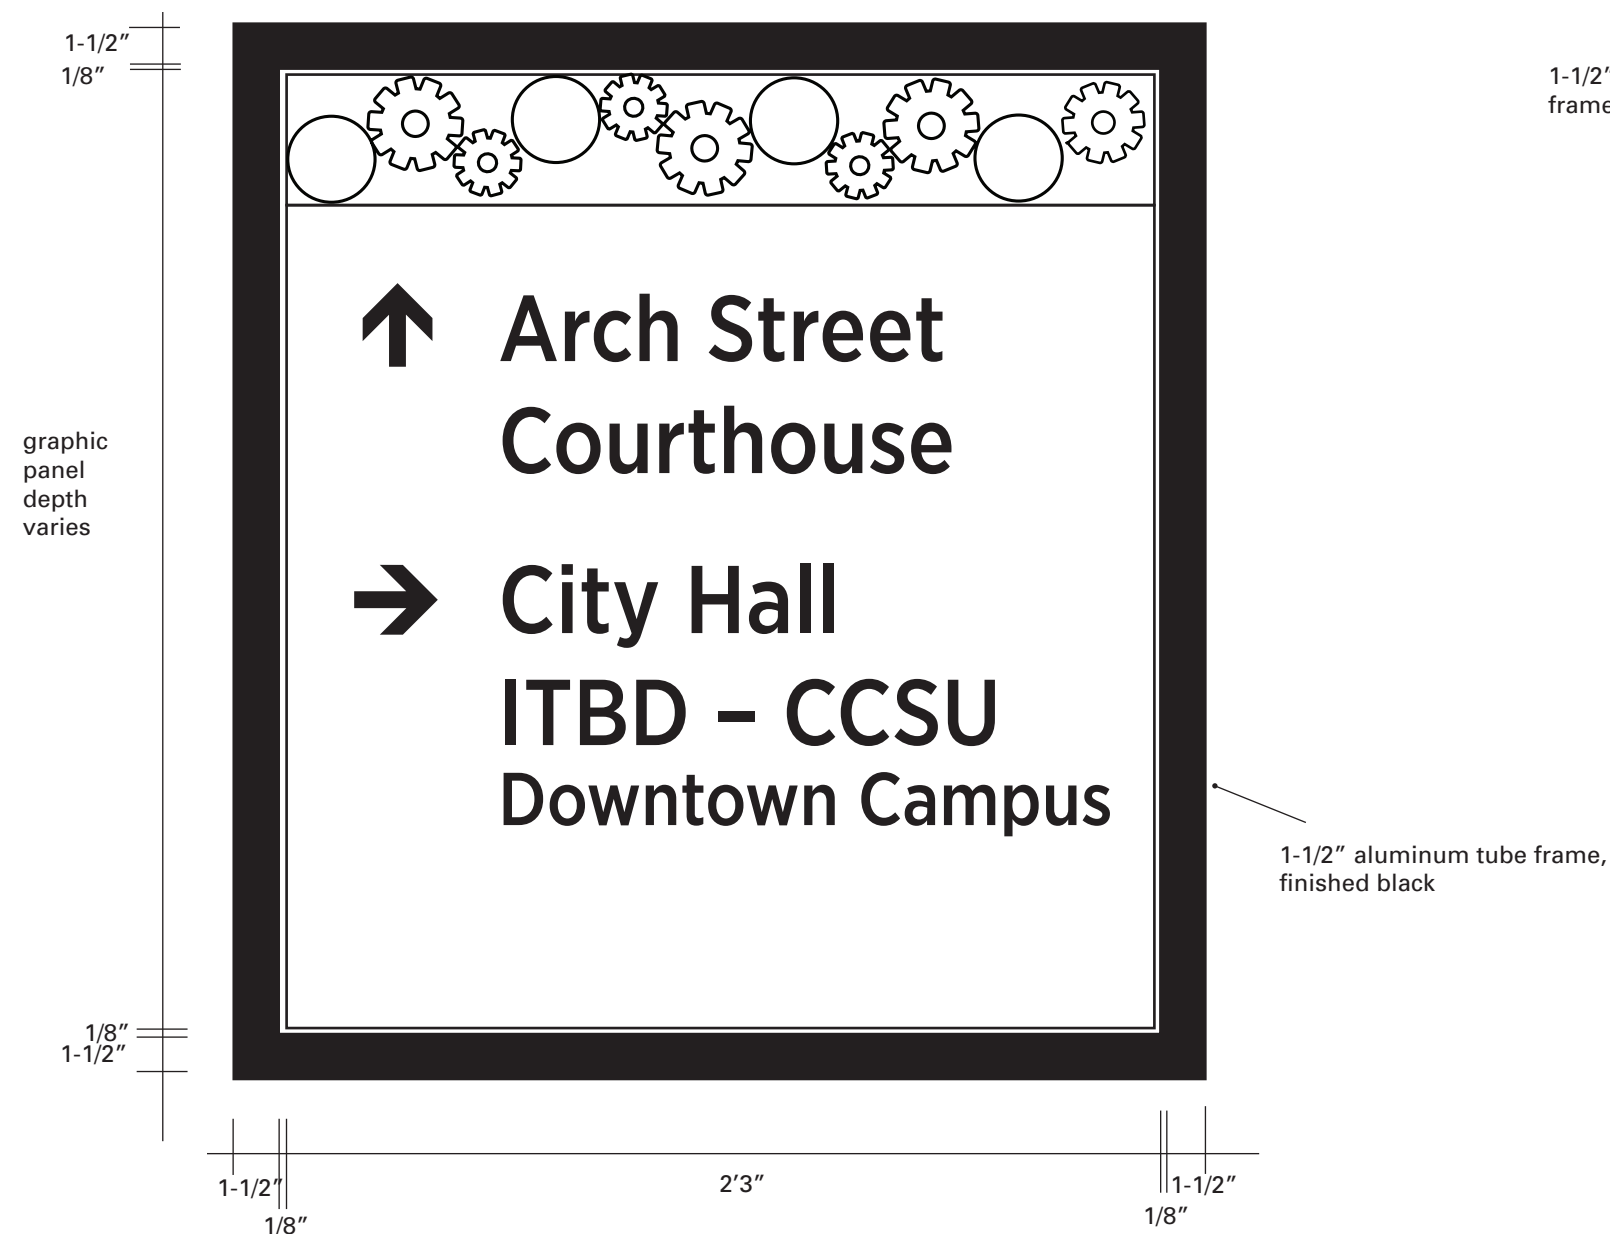 1-1/2″
1/8″
1-1/2″
frame
Arch Street
Courthouse
graphic
panel
depth
varies
City Hall
ITBD – CCSU
Downtown Campus
1-1/2″ aluminum tube frame,
finished black
1/8″
1-1/2″
1-1/2″
2′3″
1-1/2″
1/8″
1/8″